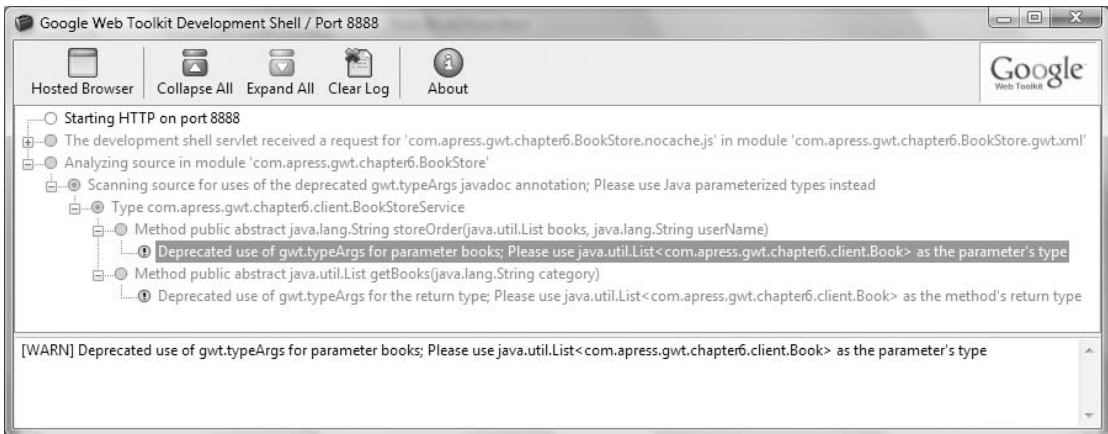 Google Web Toolkit Development Shell / Port 8888
Hosted Browser
Collapse All
Expand All
Clear Log
About
Google
Web Toolkit
Starting HTTP on port 8888
The development shell servlet received a request for 'com.apress.gwt.chapter6.BookStore.nocache.js' in module 'com.apress.gwt.chapter6.BookStore.gwt.xml'
Analyzing source in module 'com.apress.gwt.chapter6.BookStore'
Scanning source for uses of the deprecated gwt.typeArgs javadoc annotation; Please use Java parameterized types instead
Type com.apress.gwt.chapter6.client.BookStoreService
Method public abstract java.lang.String storeOrder(java.util.List books, java.lang.String userName)
Deprecated use of gwt.typeArgs for parameter books; Please use java.util.List<com.apress.gwt.chapter6.client.Book> as the parameter's type
Method public abstract java.util.List getBooks(java.lang.String category)
Deprecated use of gwt.typeArgs for the return type; Please use java.util.List<com.apress.gwt.chapter6.client.Book> as the method's return type
[WARN] Deprecated use of gwt.typeArgs for parameter books; Please use java.util.List<com.apress.gwt.chapter6.client.Book> as the parameter's type